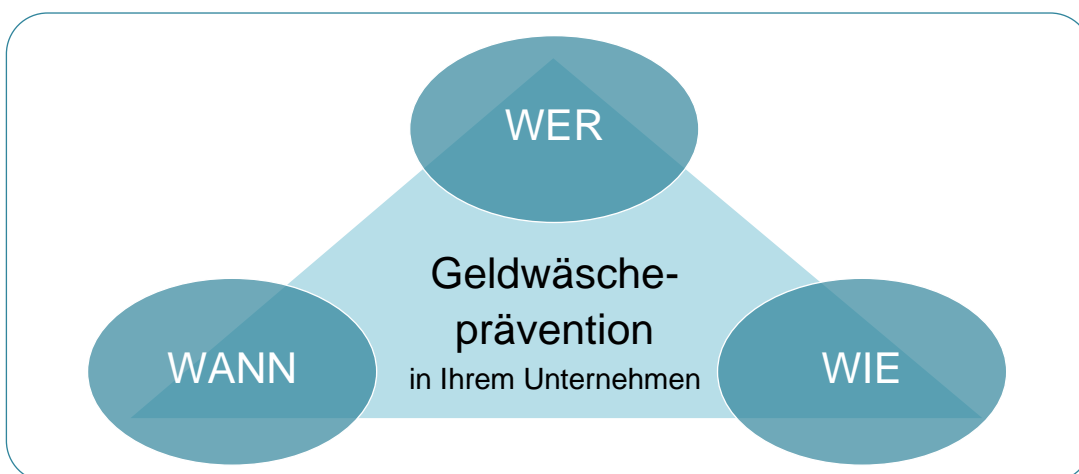 WER
Geldwäsche-
prävention
in Ihrem Unternehmen
WANN
WIE